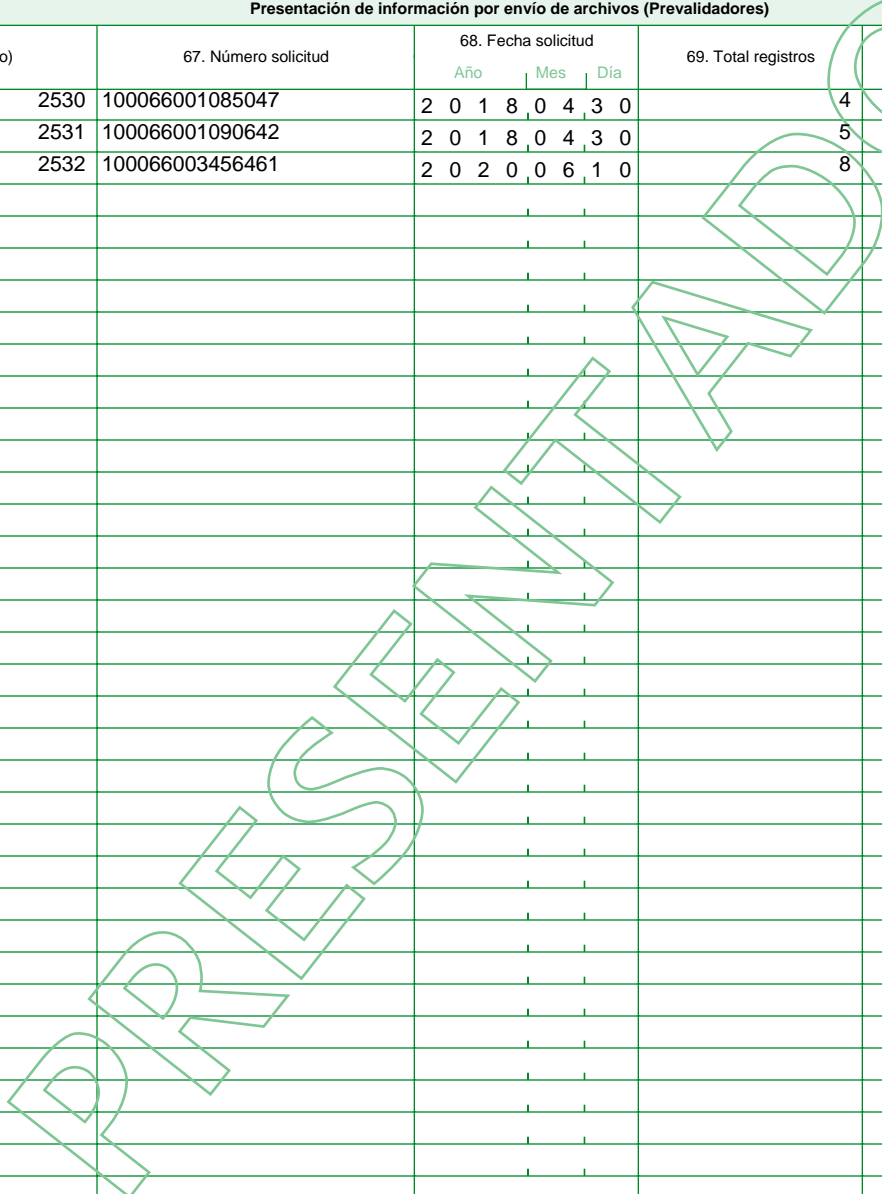 Presentación de información por envío de archivos (Prevalidadores)
o) 67. Número solicitud 68. Fecha solicitud 69. Total registros
Año Mes Día
2530 100066001085047 2 0 1 8 0 4 3 0 4
2531 100066001090642 2 0 1 8 0 4 3 0 5
2532 100066003456461 2 0 2 0 0 6 1 0 8
PRESENTADO